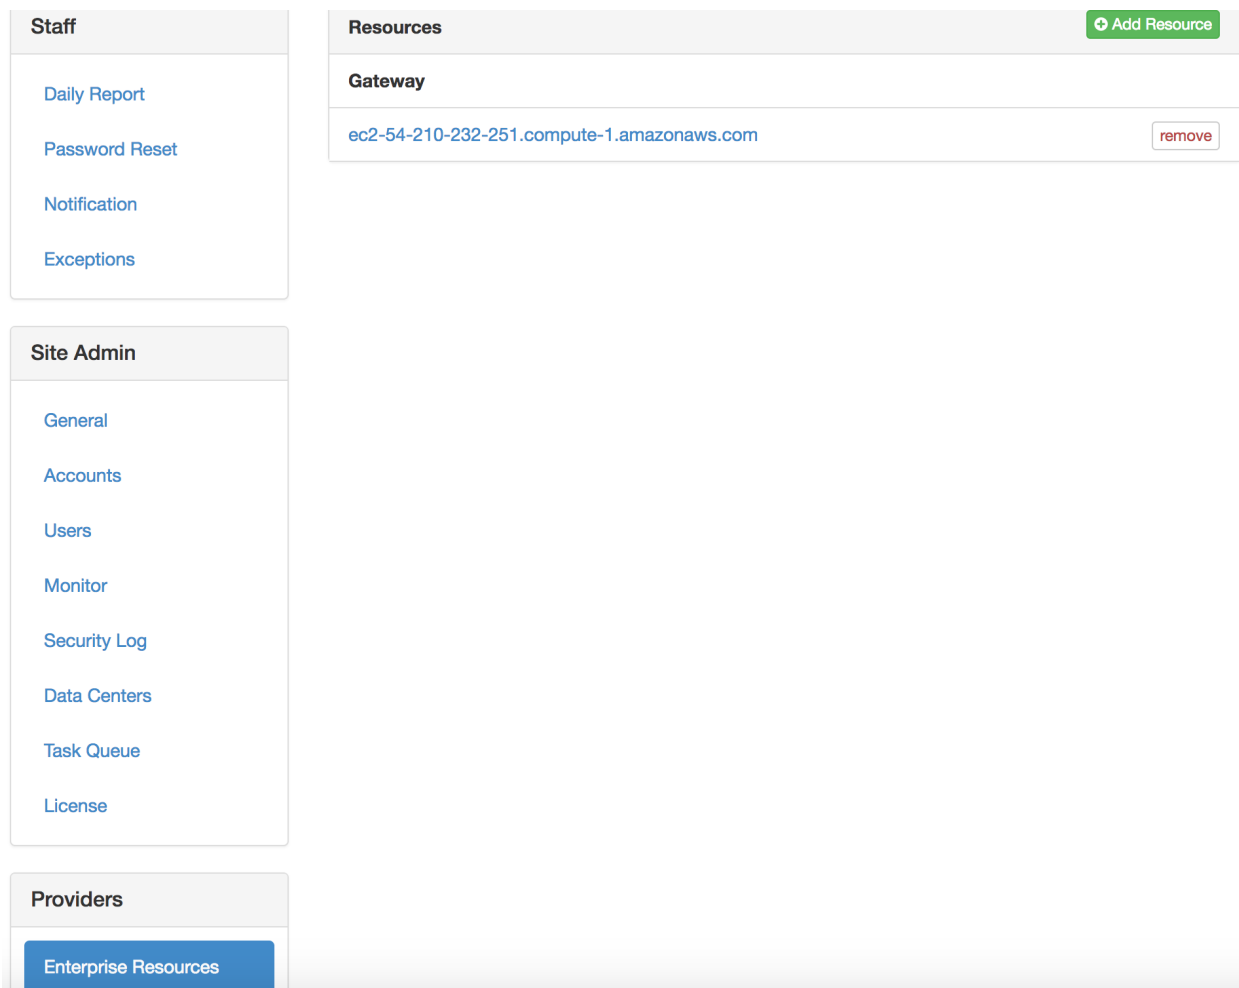 Staff
Daily Report
Password Reset
Notification
Exceptions
Site Admin
General
Accounts
Users
Monitor
Security Log
Data Centers
Task Queue
License
Providers
Enterprise Resources
Resources
Add Resource
Gateway
ec2-54-210-232-251.compute-1.amazonaws.com
remove